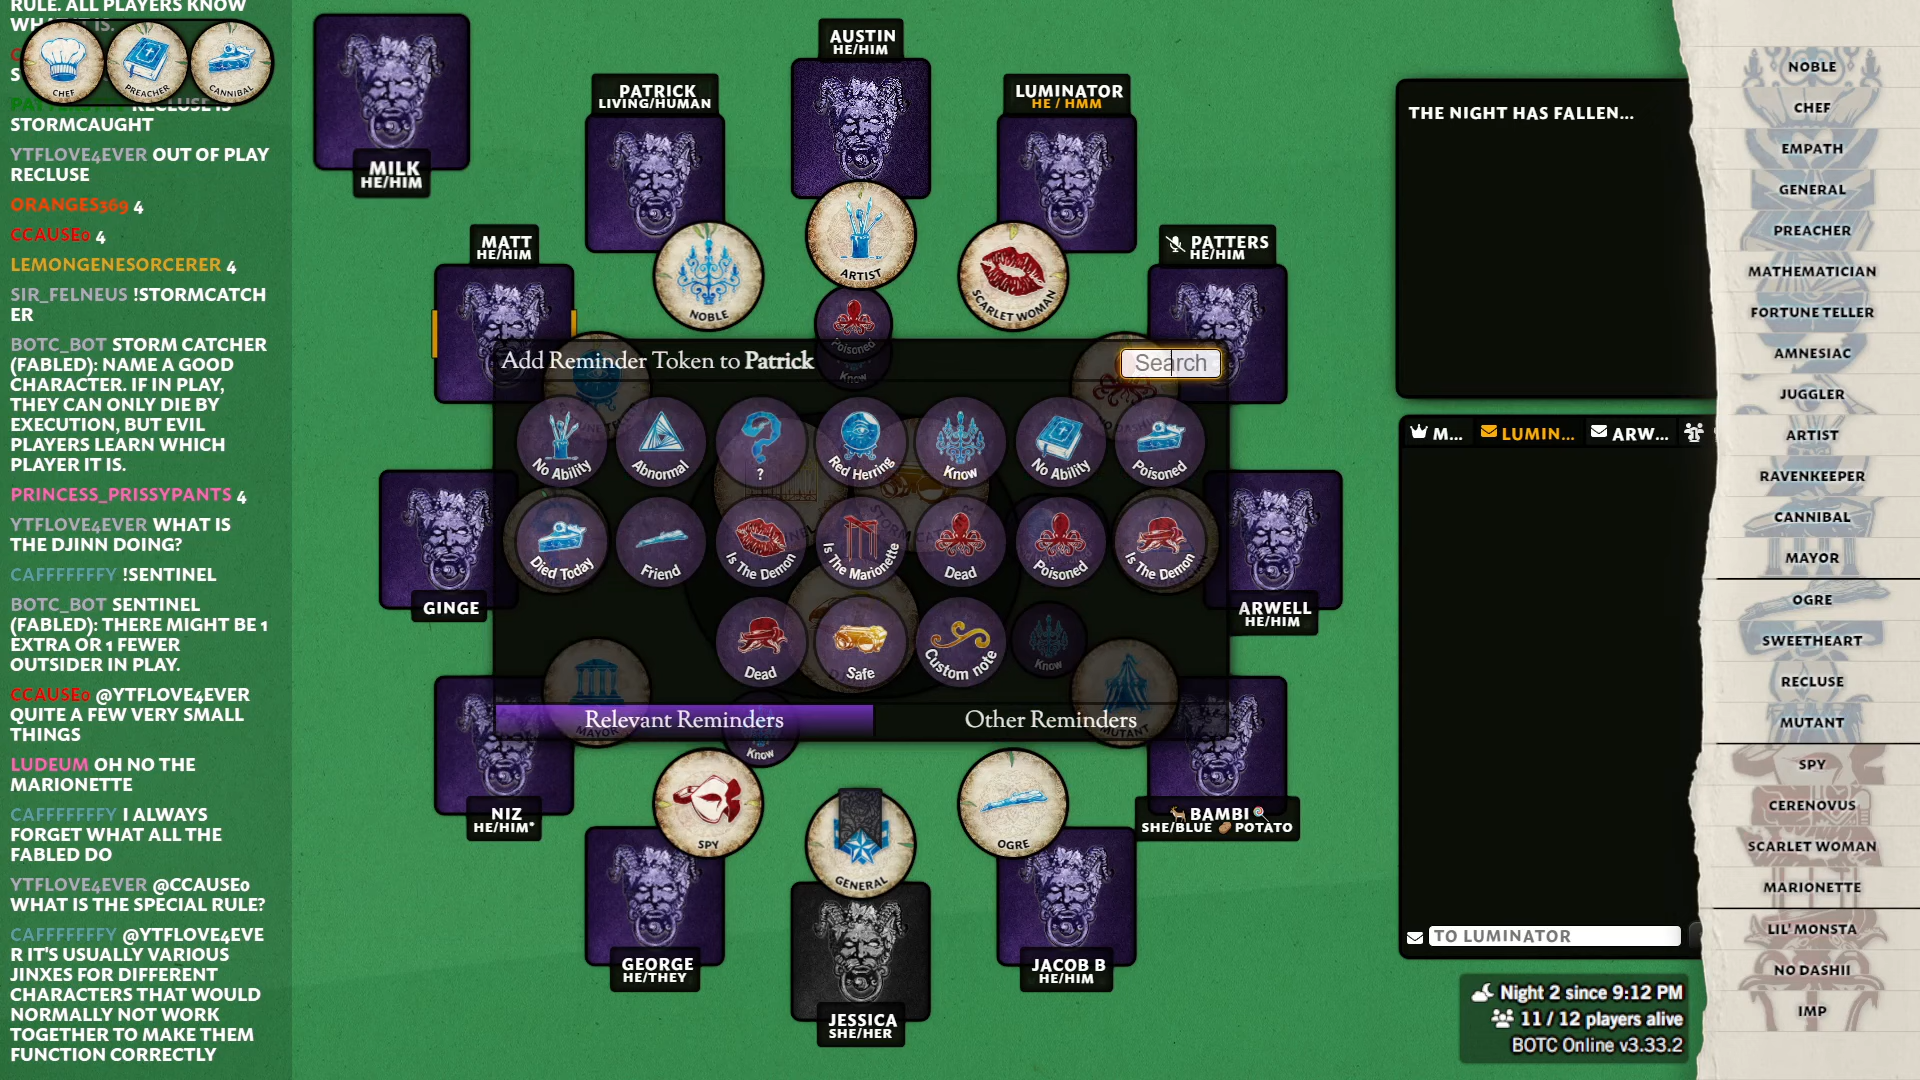 RULE. ALL PLAYERS KNOW
CHEF
PREACHER
CANNIBAL
RECLUSE IS
STORMCAUGHT
YTFLOVE4EVER OUT OF PLAY
RECLUSE
ORANGES369 4
CCAUSE0 4
LEMONGENESORCERER 4
SIR_FELNEUS !STORMCATCH
ER
BOTC_BOT STORM CATCHER
(FABLED): NAME A GOOD
CHARACTER. IF IN PLAY,
THEY CAN ONLY DIE BY
EXECUTION, BUT EVIL
PLAYERS LEARN WHICH
PLAYER IT IS.
PRINCESS_PRISSYPANTS 4
YTFLOVE4EVER WHAT IS
THE DJINN DOING?
CAFFFFFFFY !SENTINEL
BOTC_BOT SENTINEL
(FABLED): THERE MIGHT BE 1
EXTRA OR 1 FEWER
OUTSIDER IN PLAY.
CCAUSE0 @YTFLOVE4EVER
QUITE A FEW VERY SMALL
THINGS
LUDEUM OH NO THE
MARIONETTE
CAFFFFFFFY I ALWAYS
FORGET WHAT ALL THE
FABLED DO
YTFLOVE4EVER @CCAUSE0
WHAT IS THE SPECIAL RULE?
CAFFFFFFFY @YTFLOVE4EVE
R IT'S USUALLY VARIOUS
JINXES FOR DIFFERENT
CHARACTERS THAT WOULD
NORMALLY NOT WORK
TOGETHER TO MAKE THEM
FUNCTION CORRECTLY
MILK
HE/HIM
PATRICK
LIVING/HUMAN
NOBLE
AUSTIN
HE/HIM
ARTIST
Poisoned
Know
LUMINATOR
HE / HMM
SCARLET WOMAN
PATTERS
HE/HIM
MATT
HE/HIM
GINGE
ARWELL
HE/HIM
Add Reminder Token to Patrick
Search
No Ability
Abnormal
?
Red Herring
Know
No Ability
Poisoned
Died Today
Friend
Is The Demon
Is The Marionette
Dead
Poisoned
Is The Demon
Dead
Safe
Custom note
Know
Relevant Reminders
Other Reminders
MAYOR
MUTANT
Know
NIZ
HE/HIM*
SPY
GEORGE
HE/THEY
GENERAL
JESSICA
SHE/HER
OGRE
JACOB B
HE/HIM
BAMBI
SHE/BLUE POTATO
THE NIGHT HAS FALLEN...
M...
LUMIN...
ARW...
TO LUMINATOR
Night 2 since 9:12 PM
11 / 12 players alive
BOTC Online v3.33.2
NOBLE
CHEF
EMPATH
GENERAL
PREACHER
MATHEMATICIAN
FORTUNE TELLER
AMNESIAC
JUGGLER
ARTIST
RAVENKEEPER
CANNIBAL
MAYOR
OGRE
SWEETHEART
RECLUSE
MUTANT
SPY
CERENOVUS
SCARLET WOMAN
MARIONETTE
LIL' MONSTA
NO DASHII
IMP